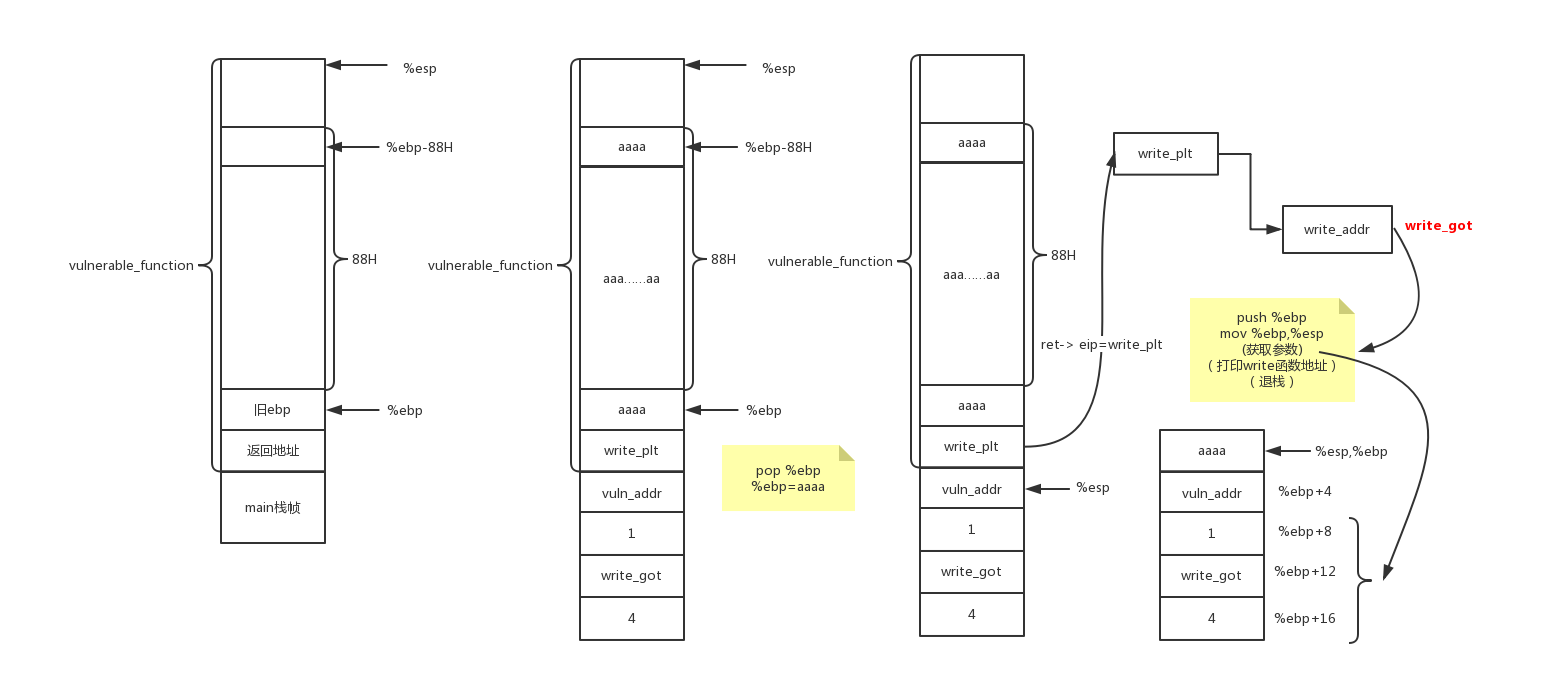 %esp
%ebp-88H
vulnerable_function
88H
旧ebp
%ebp
返回地址
main栈帧
%esp
aaaa
%ebp-88H
vulnerable_function
88H
aaa……aa
aaaa
%ebp
write_plt
pop %ebp
%ebp=aaaa
vuln_addr
1
write_got
4
aaaa
vulnerable_function
88H
aaa……aa
ret-> eip=write_plt
aaaa
write_plt
vuln_addr
%esp
1
write_got
4
write_plt
write_addr
write_got
push %ebp
mov %ebp,%esp
(获取参数)
（打印write函数地址）
（退栈）
aaaa
%esp,%ebp
vuln_addr
%ebp+4
1
%ebp+8
write_got
%ebp+12
4
%ebp+16